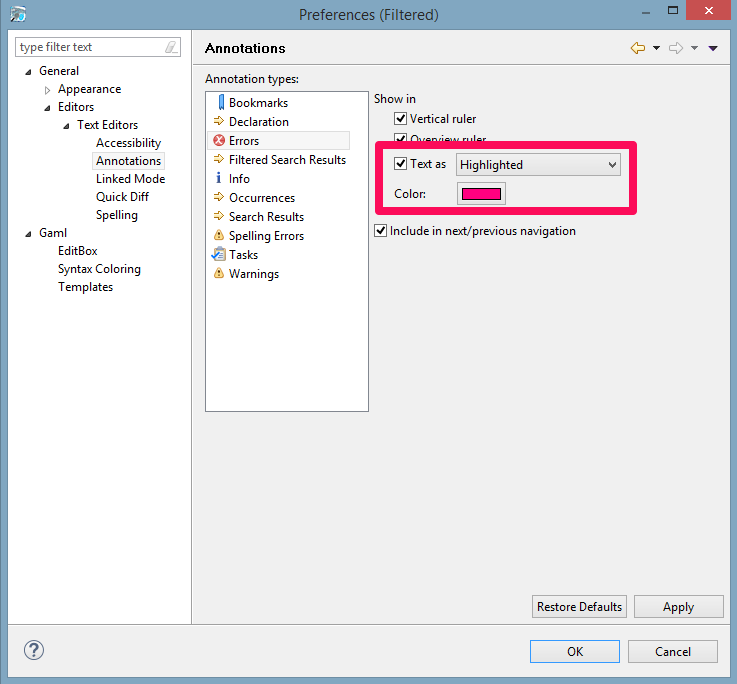 Preferences (Filtered)
type filter text
General
Appearance
Editors
Text Editors
Accessibility
Annotations
Linked Mode
Quick Diff
Spelling
Gaml
EditBox
Syntax Coloring
Templates
Annotations
Annotation types:
Bookmarks
Declaration
Errors
Filtered Search Results
Info
Occurrences
Search Results
Spelling Errors
Tasks
Warnings
Show in
Vertical ruler
Overview ruler
Text as Highlighted
Color:
Include in next/previous navigation
Restore Defaults Apply
OK Cancel